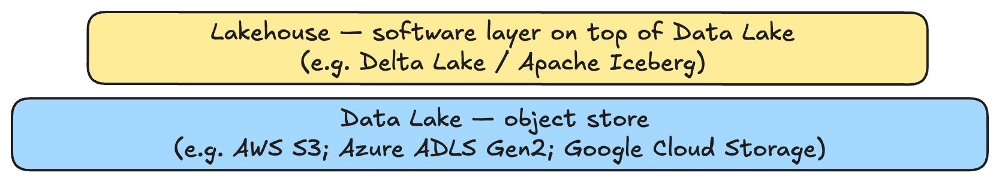 Lakehouse — software layer on top of Data Lake
(e.g. Delta Lake / Apache Iceberg)
Data Lake — object store
(e.g. AWS S3; Azure ADLS Gen2; Google Cloud Storage)